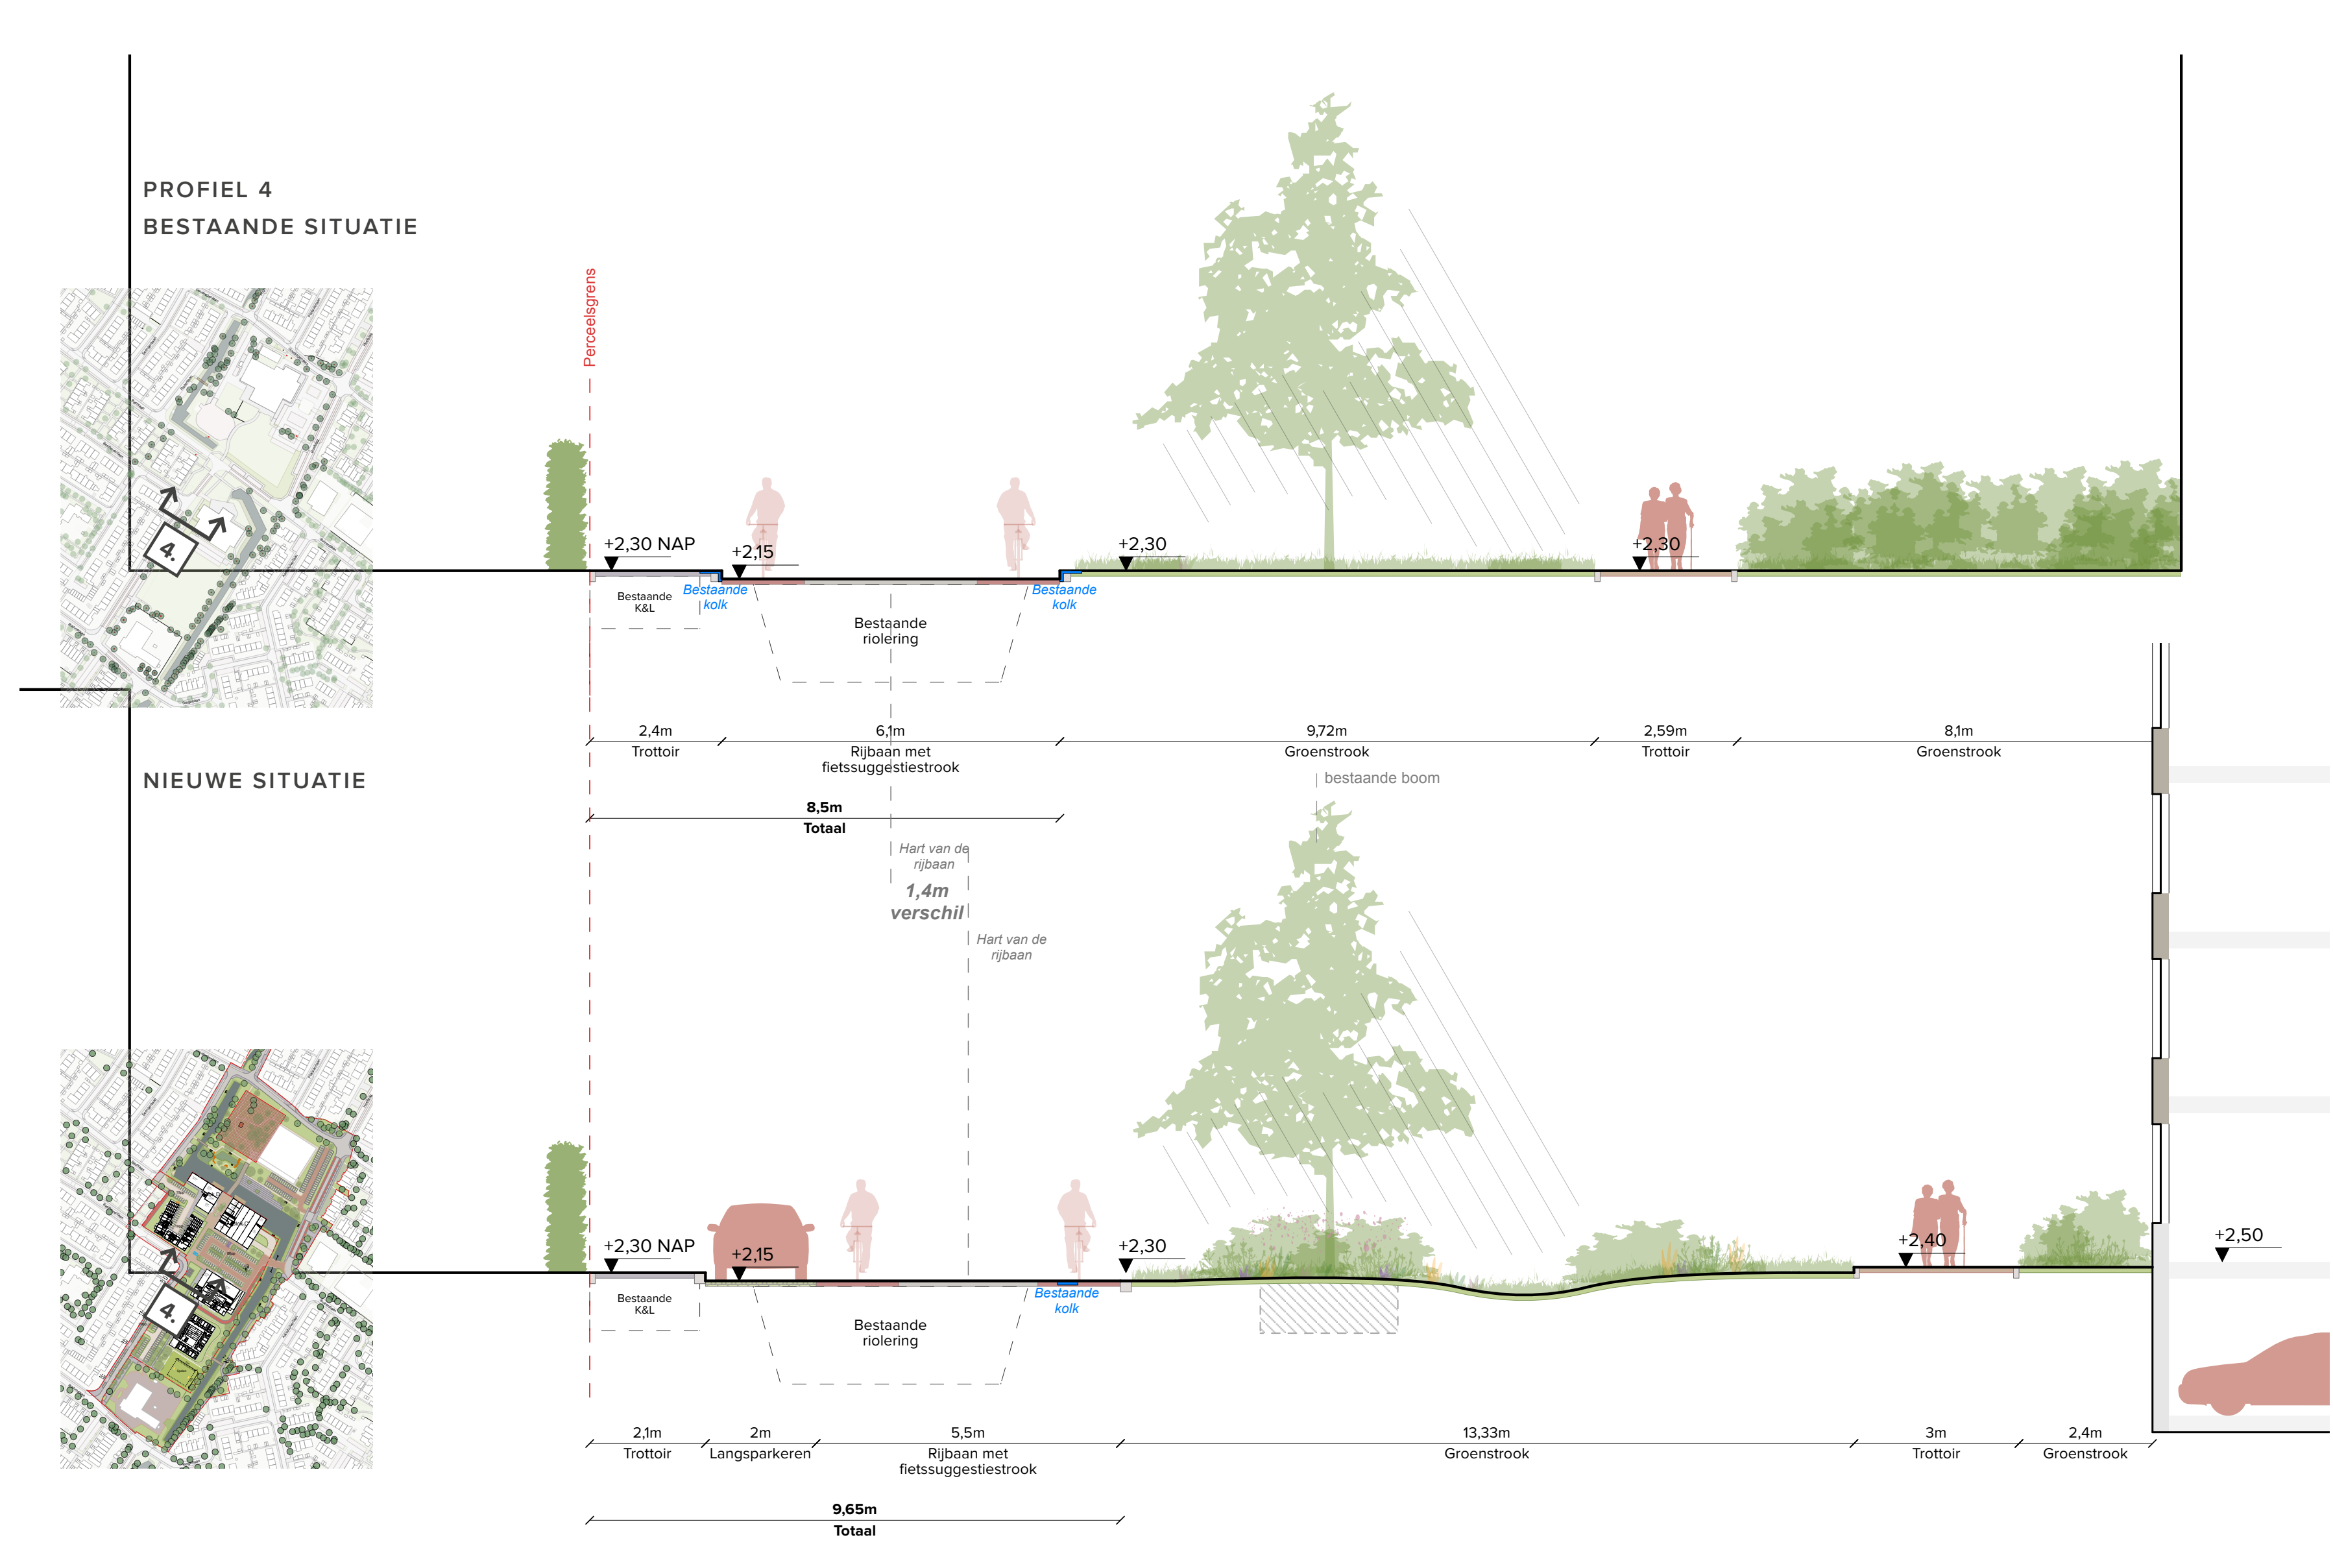 PROFIEL 4
BESTAANDE SITUATIE
Perceelsgrens
4.
+2,30 NAP
+2,15
+2,30
+2,30
Bestaande
K&L
Bestaande
kolk
Bestaande
riolering
Bestaande
kolk
2,4m
Trottoir
6,1m
Rijbaan met
fietssuggestiestrook
9,72m
Groenstrook
2,59m
Trottoir
8,1m
Groenstrook
8,5m
Totaal
bestaande boom
NIEUWE SITUATIE
Hart van de
rijbaan
1,4m
verschil
Hart van de
rijbaan
4.
+2,30 NAP
+2,15
+2,30
+2,40
+2,50
Bestaande
K&L
Bestaande
riolering
Bestaande
kolk
2,1m
Trottoir
2m
Langsparkeren
5,5m
Rijbaan met
fietssuggestiestrook
13,33m
Groenstrook
3m
Trottoir
2,4m
Groenstrook
9,65m
Totaal